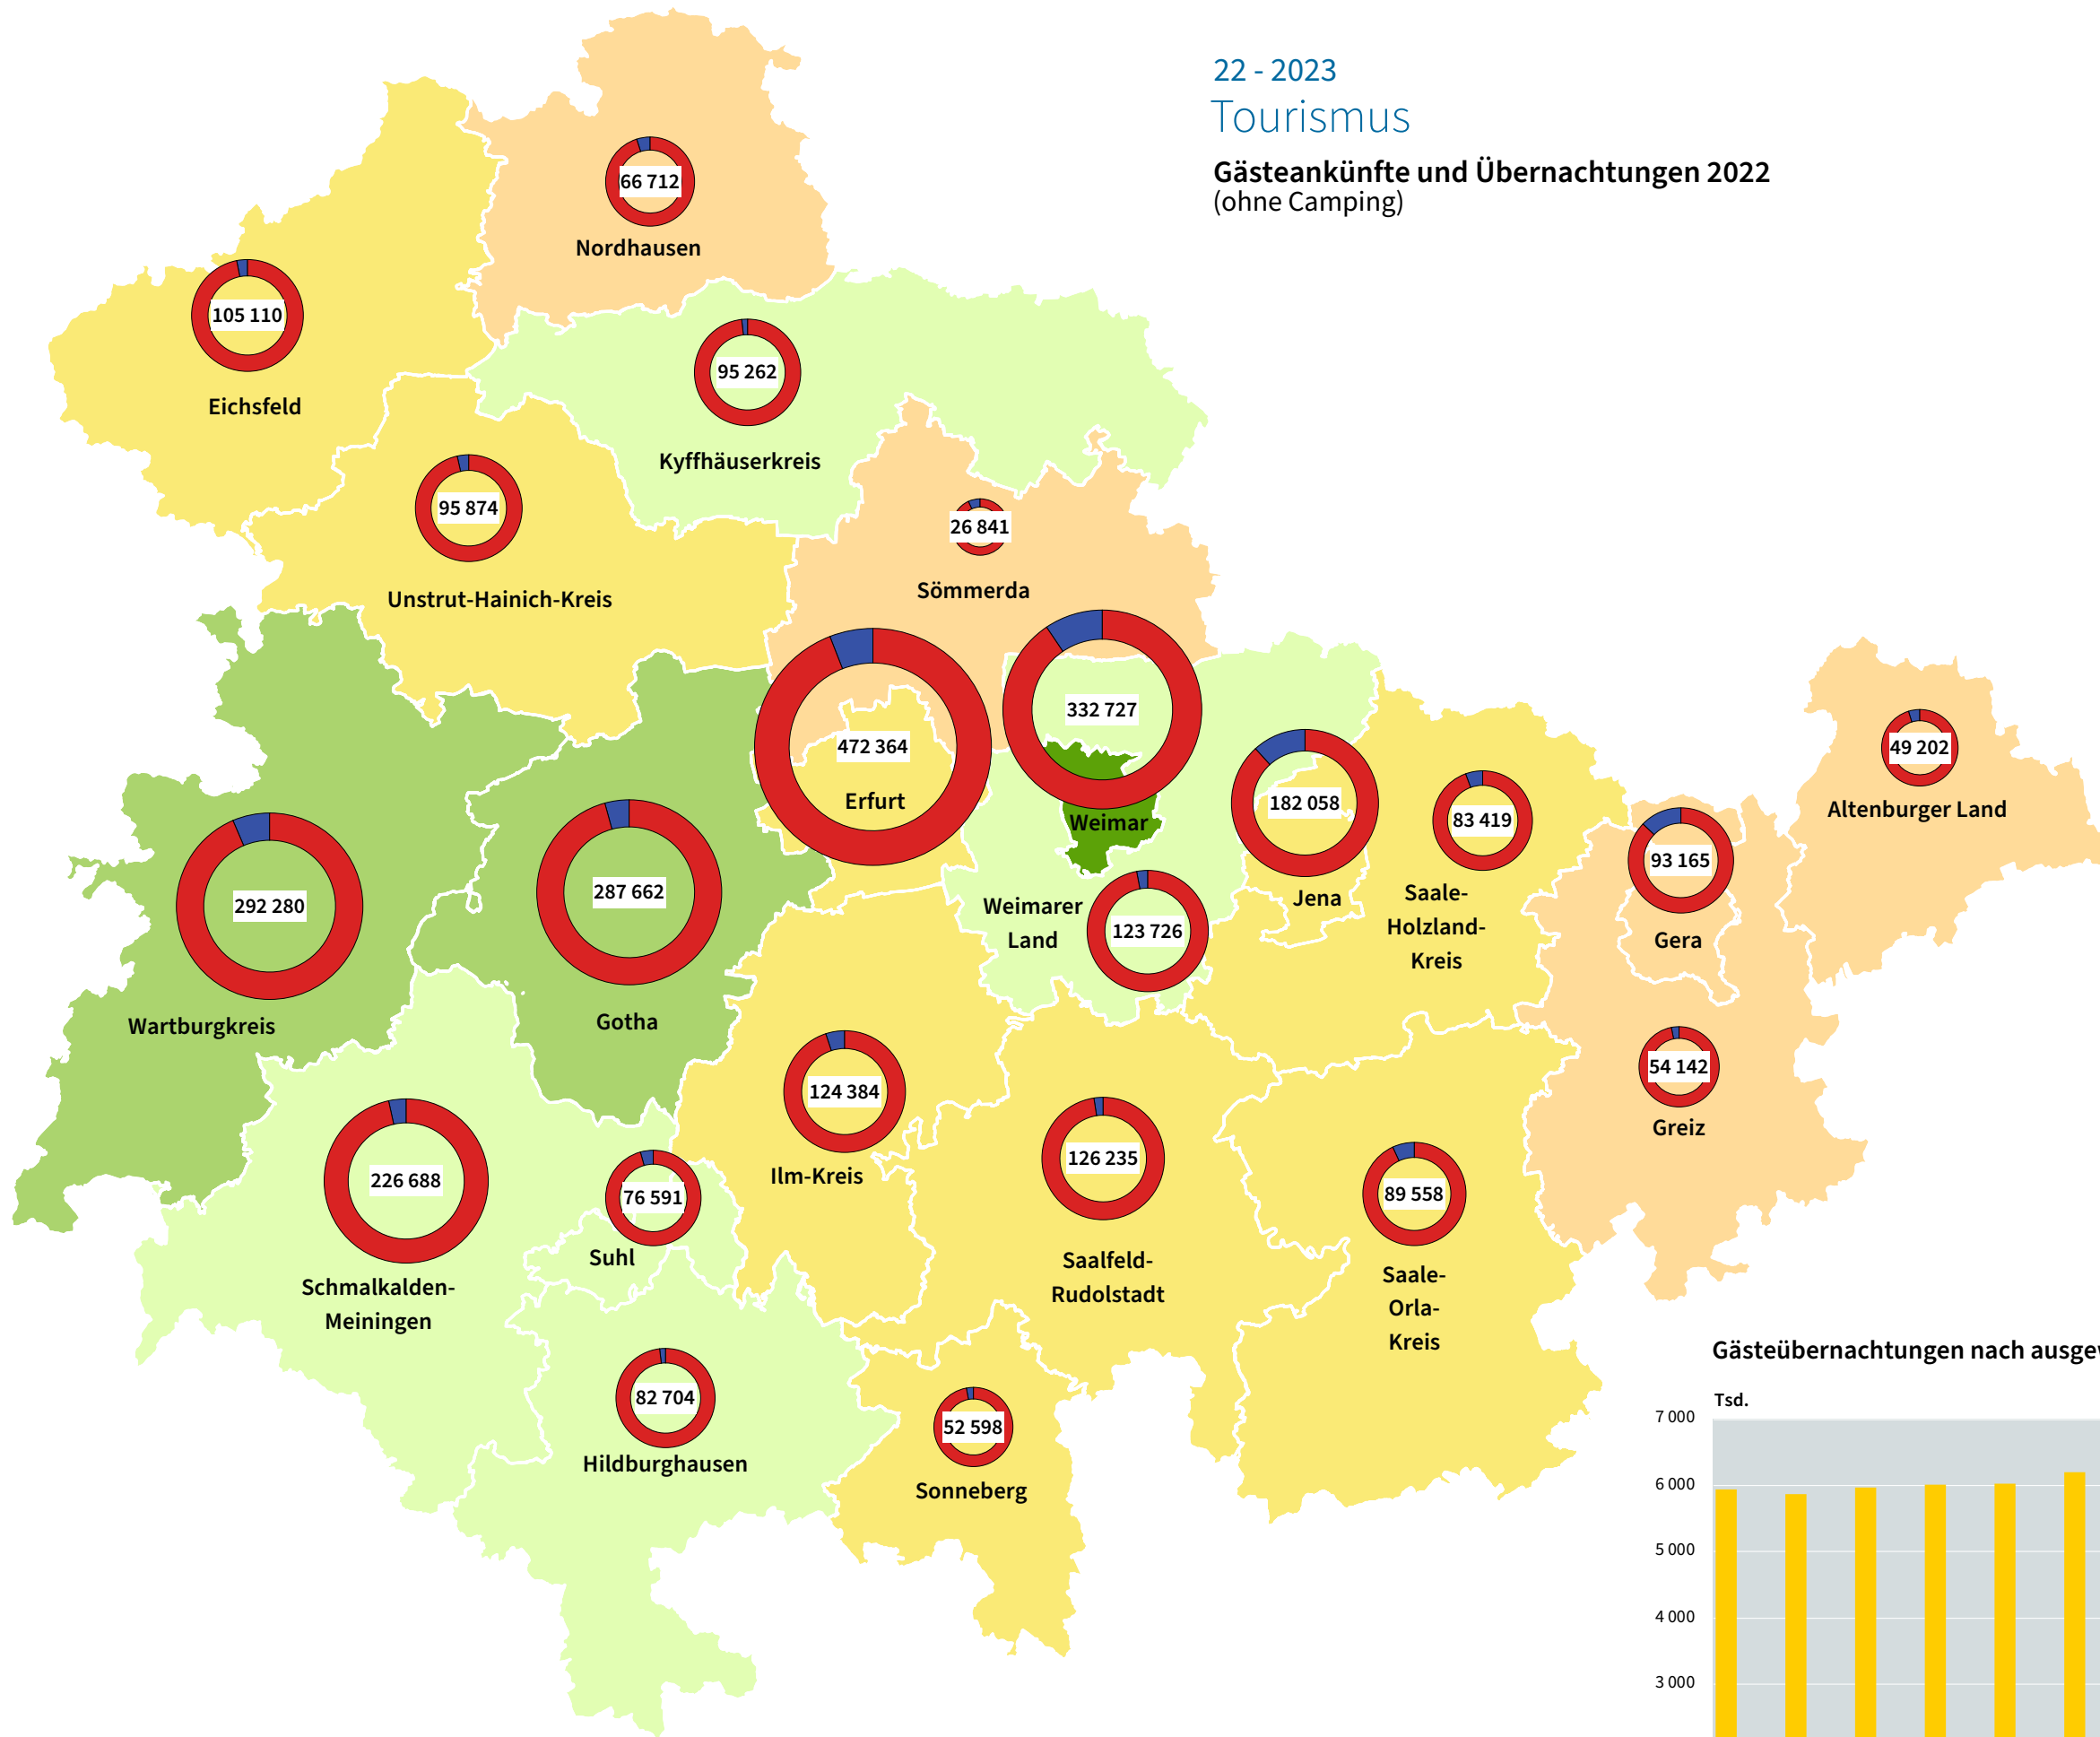 22 - 2023
Tourismus
Gästeankünfte und Übernachtungen 2022
(ohne Camping)
66 712
Nordhausen
105 110
Eichsfeld
95 262
Kyffhäuserkreis
95 874
Unstrut-Hainich-Kreis
26 841
Sömmerda
332 727
Weimar
472 364
Erfurt
182 058
Jena
83 419
Saale-
Holzland-
Kreis
49 202
Altenburger Land
93 165
Gera
292 280
Wartburgkreis
287 662
Gotha
Weimarer
Land
123 726
54 142
Greiz
124 384
Ilm-Kreis
126 235
Saalfeld-
Rudolstadt
226 688
Schmalkalden-
Meiningen
76 591
Suhl
89 558
Saale-
Orla-
Kreis
82 704
Hildburghausen
52 598
Sonneberg
Gästeübernachtungen nach
Tsd.
7 000
6 000
5 000
4 000
3 000